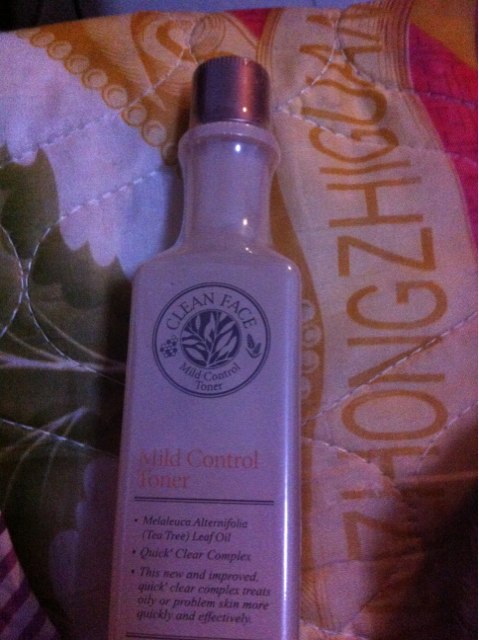 CLEAN FACE
Mild Control
Toner
Mild Control
Toner
• Melaleuca Alternifolia
(Tea Tree) Leaf Oil
• Quick' Clear Complex
• This new and improved,
quick' clear complex treats
oily or problem skin more
quickly and effectively.
ZHONGZHIGUAN